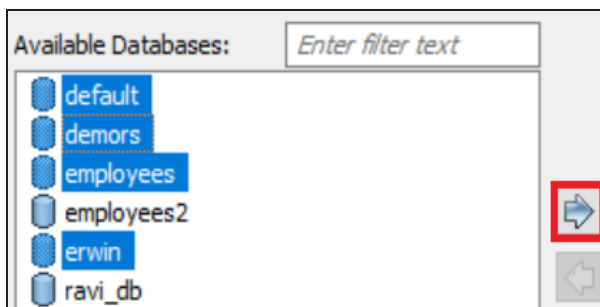 Available Databases: Enter filter text
default
demors
employees
employees2
erwin
ravi_db